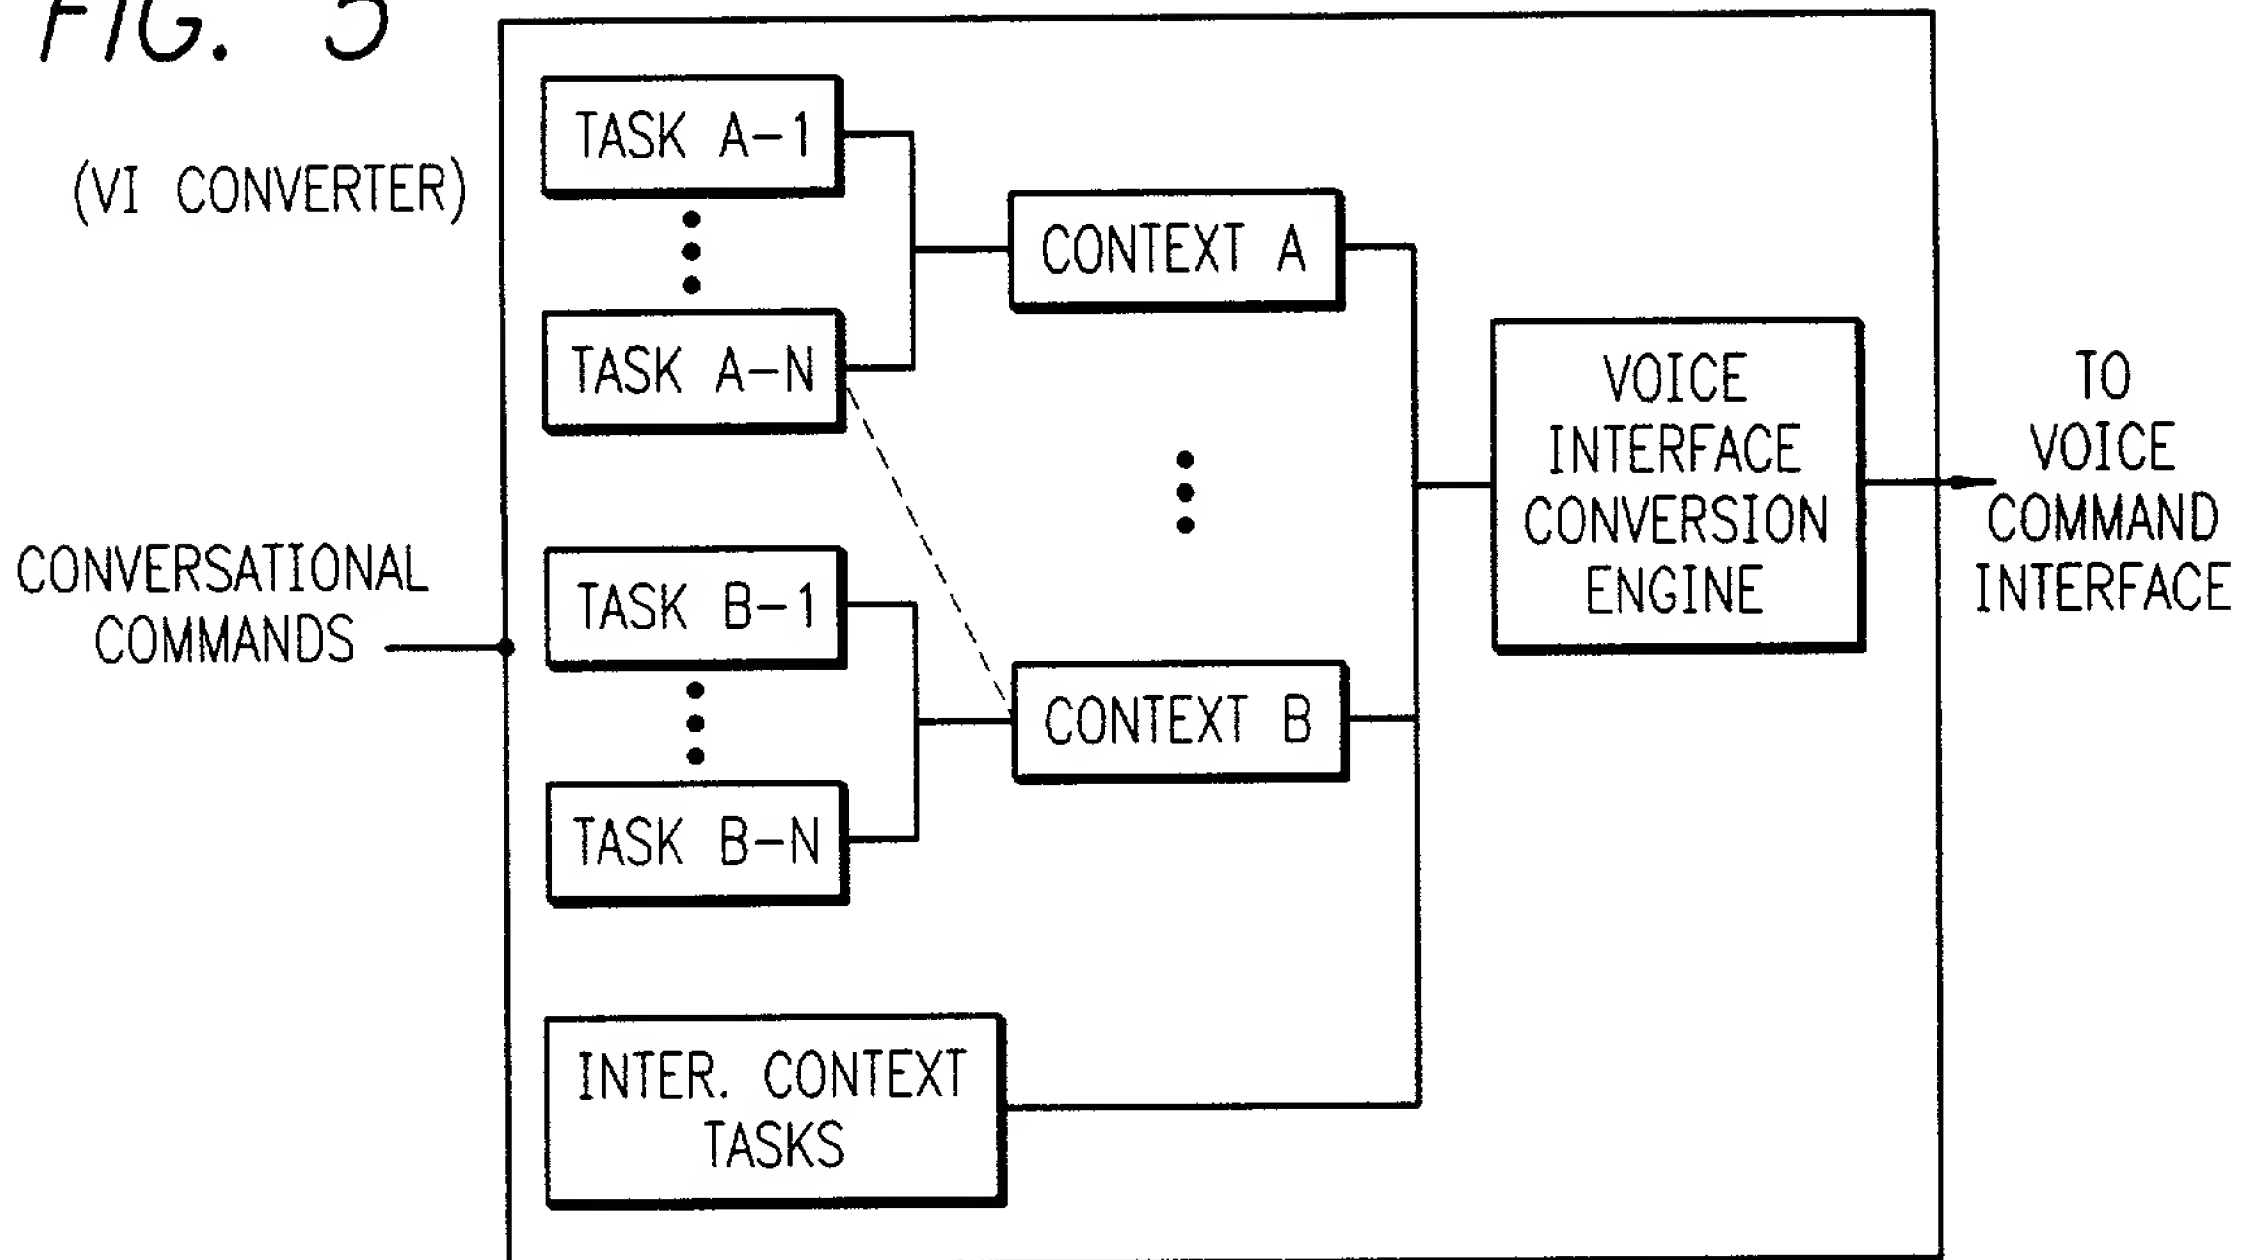 FIG.
(VI CONVERTER)
CONVERSATIONAL
COMMANDS
TASK A-1
TASK A-N
TASK B-1
TASK B-N
INTER. CONTEXT
TASKS
CONTEXT A
CONTEXT B
VOICE
INTERFACE
CONVERSION
ENGINE
TO
VOICE
COMMAND
INTERFACE